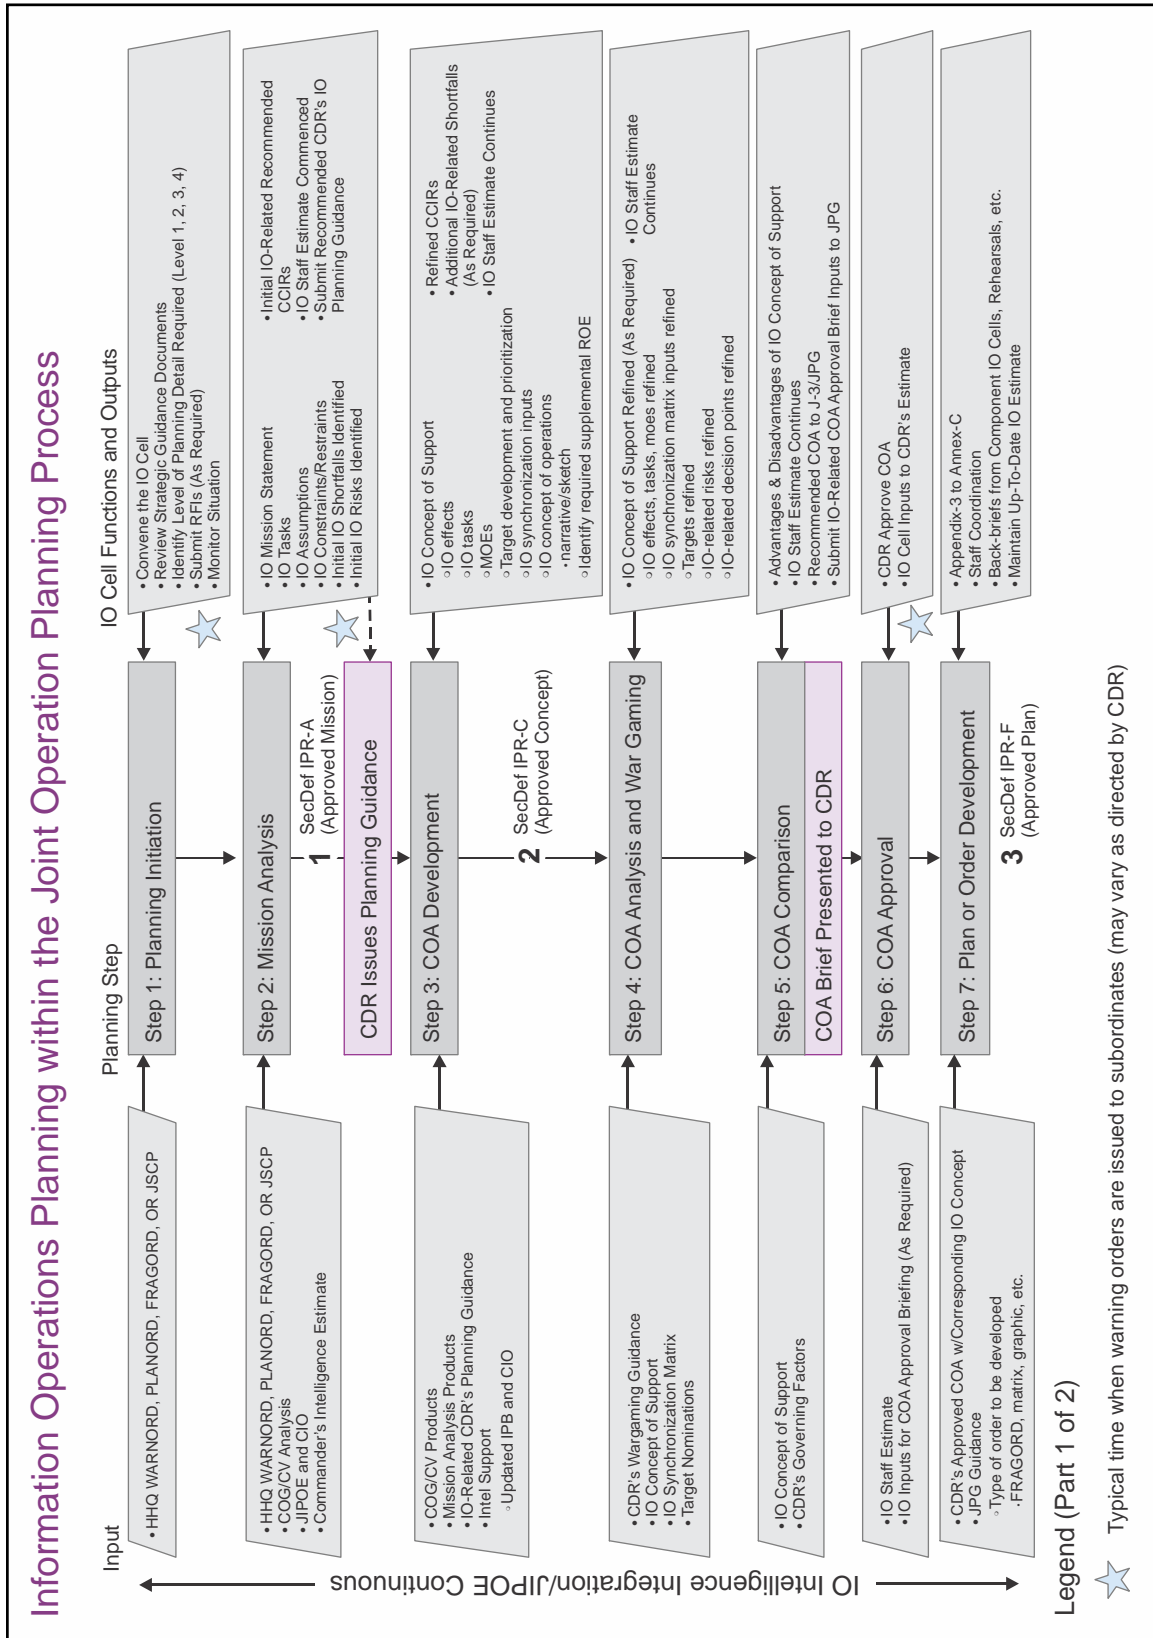 Information Operations Planning within the Joint Operation Planning Process
Input
Planning Step
IO Cell Functions and Outputs
IO Intelligence Integration/JIPOE Continuous
• HHQ WARNORD, PLANORD, FRAGORD, OR JSCP
Step 1: Planning Initiation
• Convene the IO Cell
• Review Strategic Guidance Documents
• Identify Level of Planning Detail Required (Level 1, 2, 3, 4)
• Submit RFIs (As Required)
• Monitor Situation
• HHQ WARNORD, PLANORD, FRAGORD, OR JSCP
• COG/CV Analysis
• JIPOE and CIO
• Commander's Intelligence Estimate
Step 2: Mission Analysis
• IO Mission Statement
• IO Tasks
• IO Assumptions
• IO Constraints/Restraints
• Initial IO Shortfalls Identified
• Initial IO Risks Identified
• Initial IO-Related Recommended
CCIRs
• IO Staff Estimate Commenced
• Submit Recommended CDR's IO
Planning Guidance
1
SecDef IPR-A
(Approved Mission)
CDR Issues Planning Guidance
• COG/CV Products
• Mission Analysis Products
• IO-Related CDR's Planning Guidance
• Intel Support
◦ Updated IPB and CIO
Step 3: COA Development
• IO Concept of Support
◦ IO effects
◦ IO tasks
◦ MOEs
◦ Target development and prioritization
◦ IO synchronization inputs
◦ IO concept of operations
• narrative/sketch
◦ Identify required supplemental ROE
• Refined CCIRs
• Additional IO-Related Shortfalls
(As Required)
• IO Staff Estimate Continues
2
SecDef IPR-C
(Approved Concept)
• CDR's Wargaming Guidance
• IO Concept of Support
• IO Synchronization Matrix
• Target Nominations
Step 4: COA Analysis and War Gaming
• IO Concept of Support Refined (As Required)
◦ IO effects, tasks, moes refined
◦ IO synchronization matrix inputs refined
◦ Targets refined
◦ IO-related risks refined
◦ IO-related decision points refined
• IO Staff Estimate
Continues
• IO Concept of Support
• CDR's Governing Factors
Step 5: COA Comparison
COA Brief Presented to CDR
• Advantages & Disadvantages of IO Concept of Support
• IO Staff Estimate Continues
• Recommended COA to J-3/JPG
• Submit IO-Related COA Approval Brief Inputs to JPG
• IO Staff Estimate
• IO Inputs for COA Approval Briefing (As Required)
Step 6: COA Approval
• CDR Approve COA
• IO Cell Inputs to CDR's Estimate
• CDR's Approved COA w/Corresponding IO Concept
• JPG Guidance
◦ Type of order to be developed
. FRAGORD, matrix, graphic, etc.
Step 7: Plan or Order Development
• Appendix-3 to Annex-C
• Staff Coordination
• Back-briefs from Component IO Cells, Rehearsals, etc.
• Maintain Up-To-Date IO Estimate
3
SecDef IPR-F
(Approved Plan)
Legend (Part 1 of 2)
Typical time when warning orders are issued to subordinates (may vary as directed by CDR)